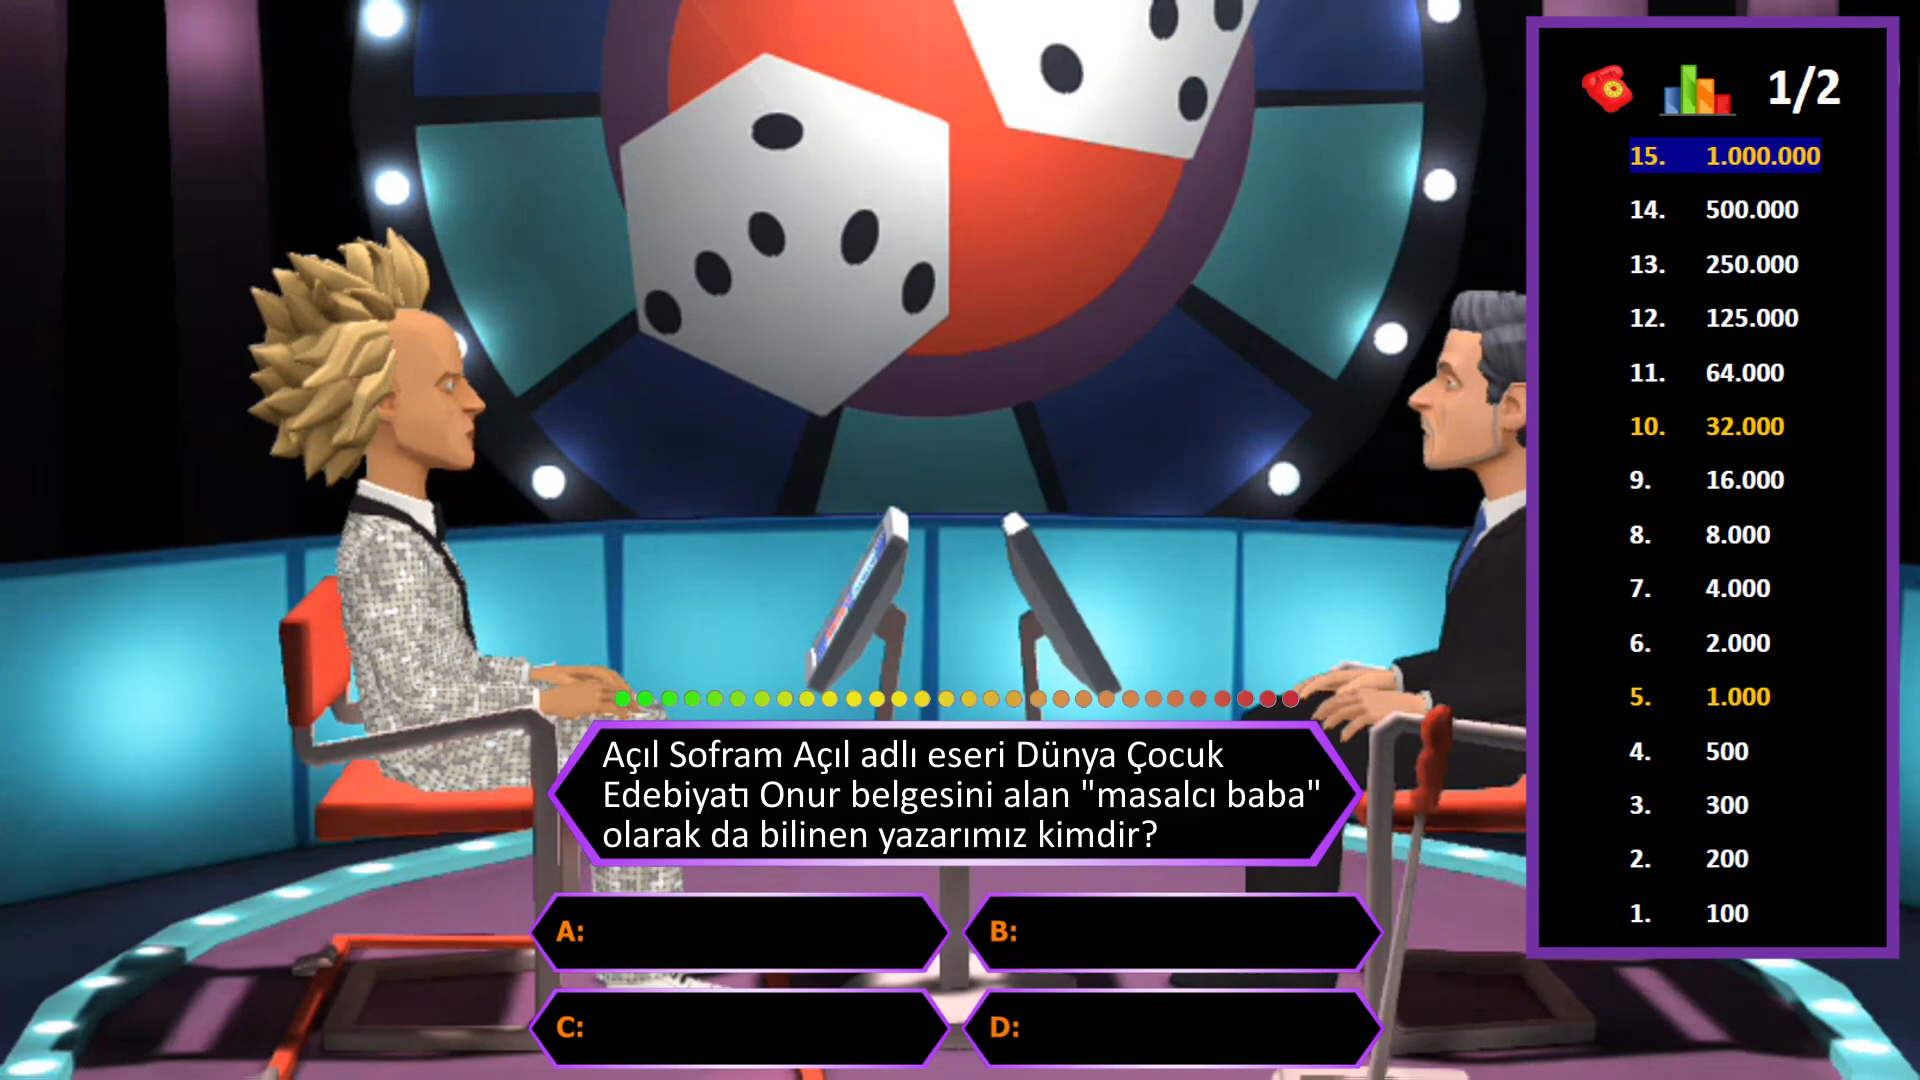 1/2
15. 1.000.000
14. 500.000
13. 250.000
12. 125.000
11. 64.000
10. 32.000
9. 16.000
8. 8.000
7. 4.000
6. 2.000
5. 1.000
4. 500
3. 300
2. 200
1. 100
Açıl Sofram Açıl adlı eseri Dünya Çocuk
Edebiyatı Onur belgesini alan "masalcı baba"
olarak da bilinen yazarımız kimdir?
A:
B:
C:
D: